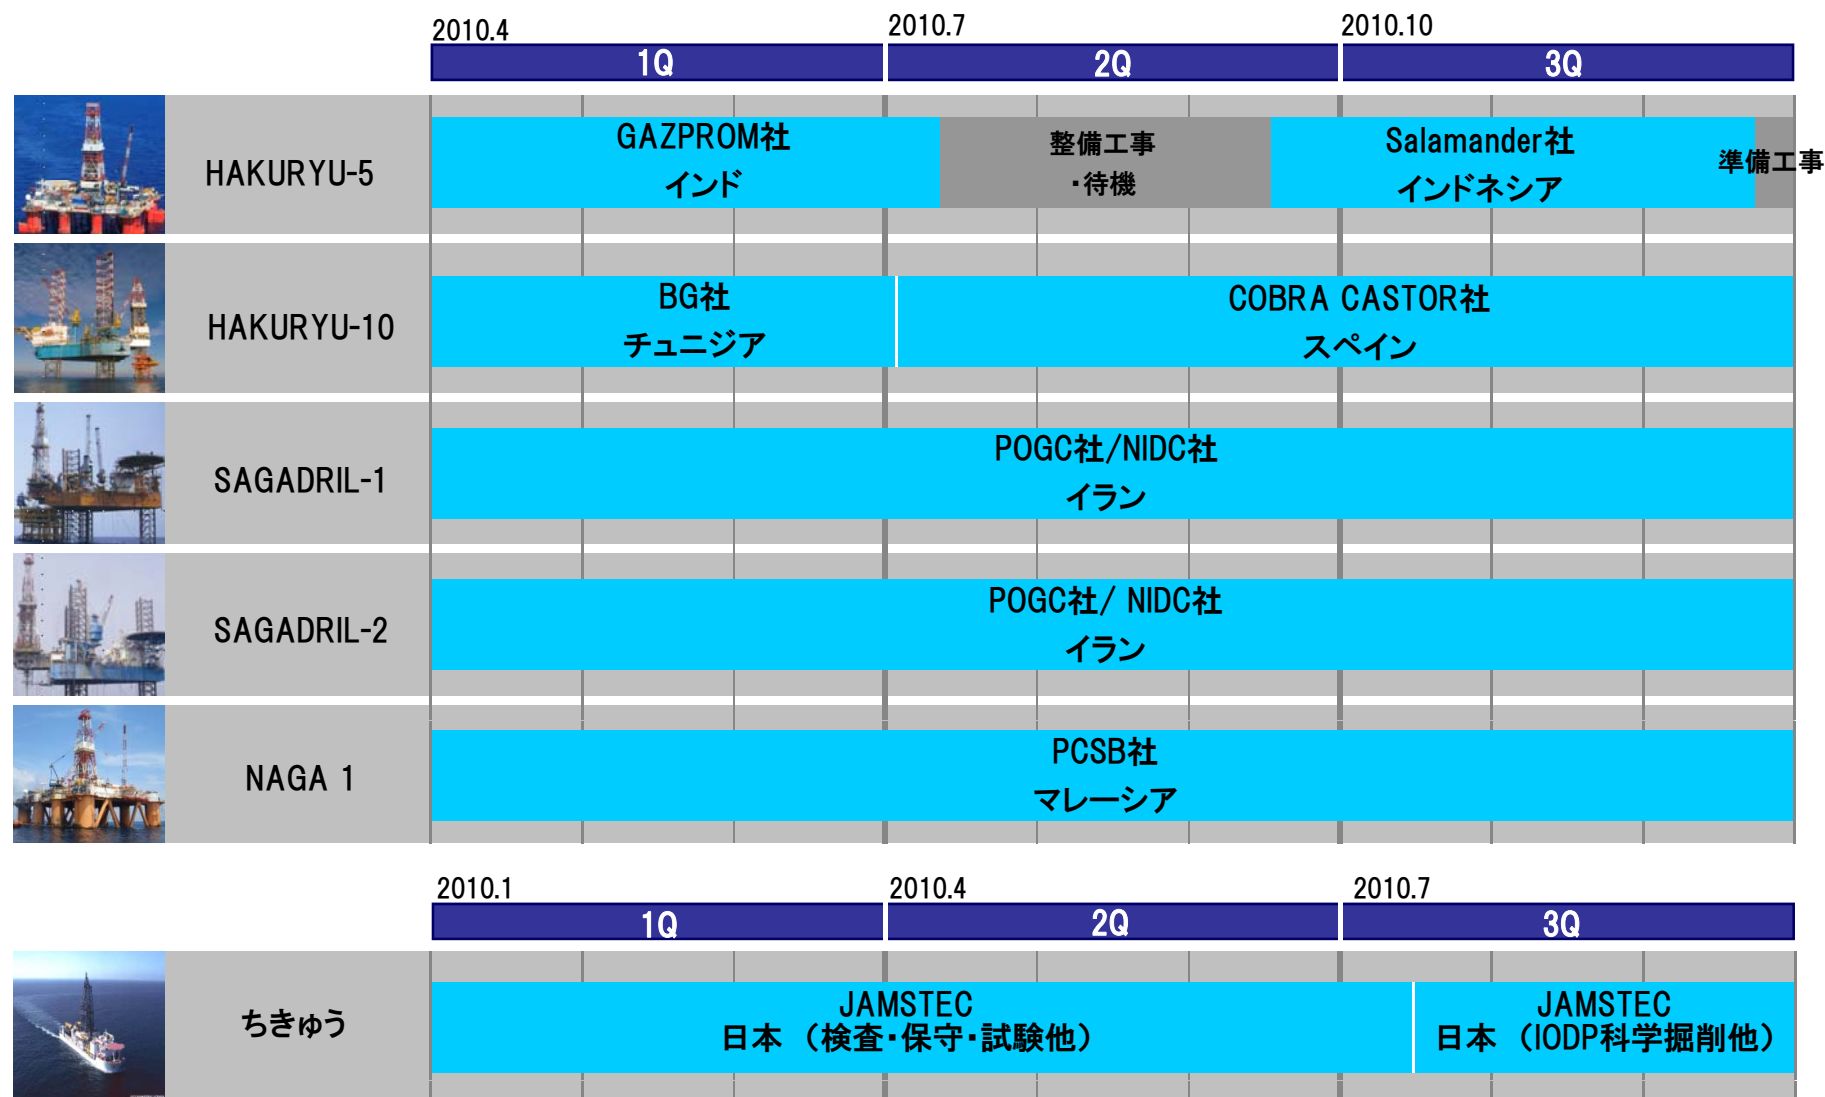 2010.4
2010.7
2010.10
1Q
2Q
3Q
HAKURYU-5
GAZPROM社
インド
整備工事
・待機
Salamander社
インドネシア
準備工事
HAKURYU-10
BG社
チュニジア
COBRA CASTOR社
スペイン
SAGADRIL-1
POGC社/NIDC社
イラン
SAGADRIL-2
POGC社/ NIDC社
イラン
NAGA 1
PCSB社
マレーシア
2010.1
2010.4
2010.7
1Q
2Q
3Q
ちきゅう
JAMSTEC
日本 （検査・保守・試験他）
JAMSTEC
日本 （IODP科学掘削他）